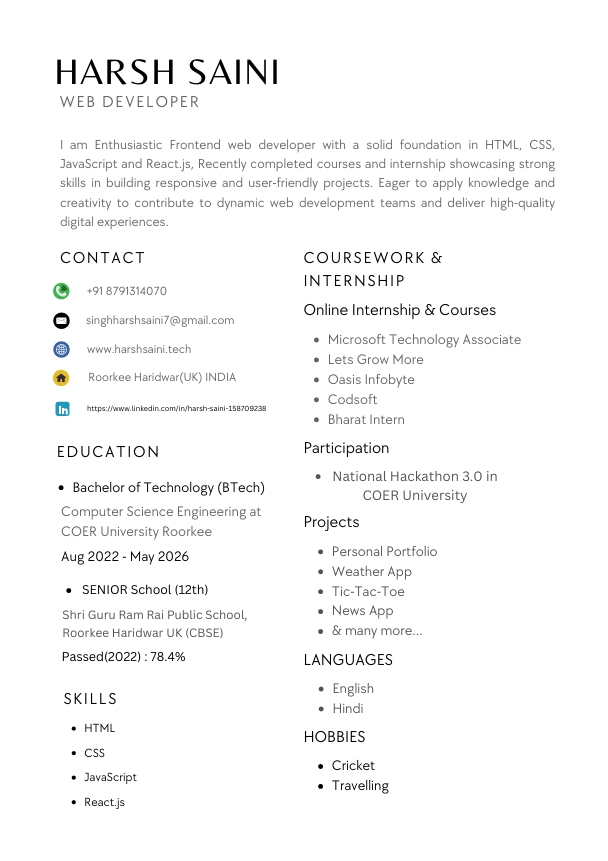 HARSH SAINI
WEB DEVELOPER
I am Enthusiastic Frontend web developer with a solid foundation in HTML, CSS,
JavaScript and React.js, Recently completed courses and internship showcasing strong
skills in building responsive and user-friendly projects. Eager to apply knowledge and
creativity to contribute to dynamic web development teams and deliver high-quality
digital experiences.
CONTACT
+91 8791314070
singhharshsaini7@gmail.com
www.harshsaini.tech
Roorkee Haridwar(UK) INDIA
https://www.linkedin.com/in/harsh-saini-158709238
EDUCATION
• Bachelor of Technology (BTech)
Computer Science Engineering at
COER University Roorkee
Aug 2022 - May 2026
• SENIOR School (12th)
Shri Guru Ram Rai Public School,
Roorkee Haridwar UK (CBSE)
Passed(2022) : 78.4%
SKILLS
• HTML
• CSS
• JavaScript
• React.js
COURSEWORK &
INTERNSHIP
Online Internship & Courses
• Microsoft Technology Associate
• Lets Grow More
• Oasis Infobyte
• Codsoft
• Bharat Intern
Participation
• National Hackathon 3.0 in
COER University
Projects
• Personal Portfolio
• Weather App
• Tic-Tac-Toe
• News App
• & many more...
LANGUAGES
• English
• Hindi
HOBBIES
• Cricket
• Travelling